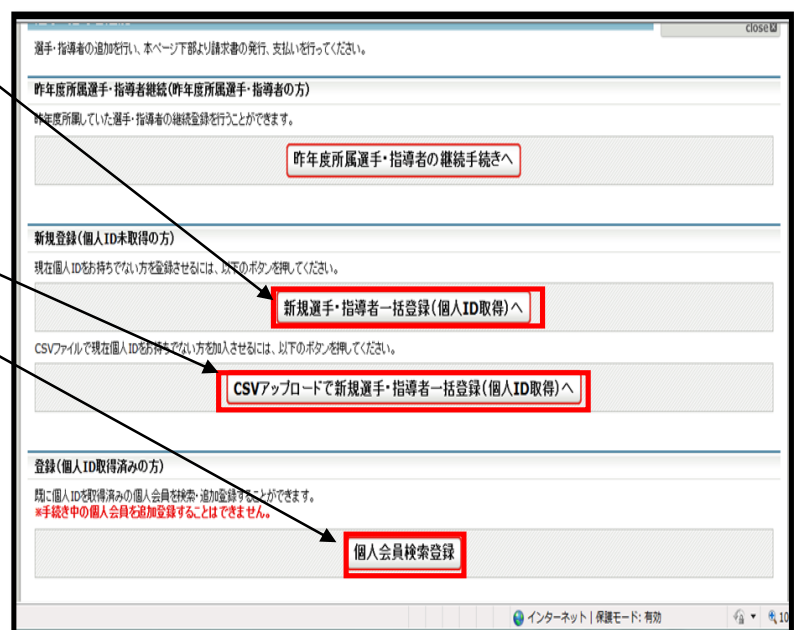 close
選手・指導者の追加を行い、本ページ下部より請求書の発行、支払いを行ってください。
昨年度所属選手・指導者継続(昨年度所属選手・指導者の方)
昨年度所属していた選手・指導者の継続登録を行うことができます。
昨年度所属選手・指導者の継続手続きへ
新規登録(個人ID未取得の方)
現在個人IDをお持ちでない方を登録させるには、以下のボタンを押してください。
新規選手・指導者一括登録(個人ID取得)へ
CSVファイルで現在個人IDをお持ちでない方を加入させるには、以下のボタンを押してください。
CSVアップロードで新規選手・指導者一括登録(個人ID取得)へ
登録(個人ID取得済みの方)
既に個人IDを取得済みの個人会員を検索・追加登録することができます。
※手続き中の個人会員を追加登録することはできません。
個人会員検索登録
インターネット | 保護モード: 有効
10